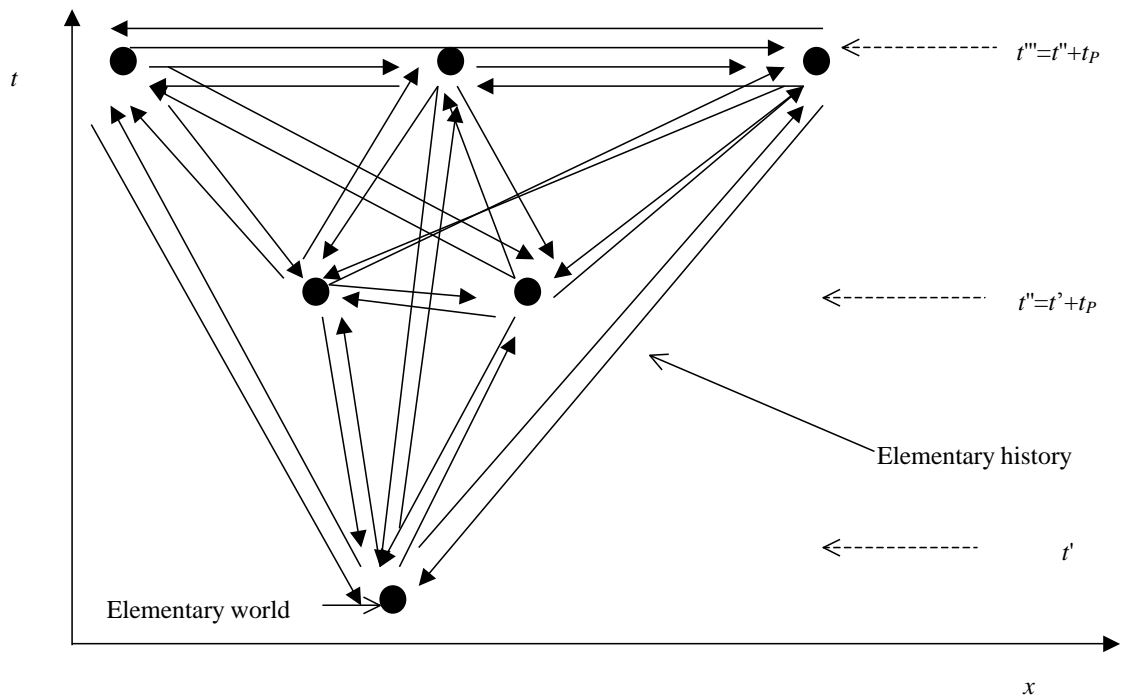 t
t'''=t''+tP
t''=t’+tP
Elementary history
t'
Elementary world
x